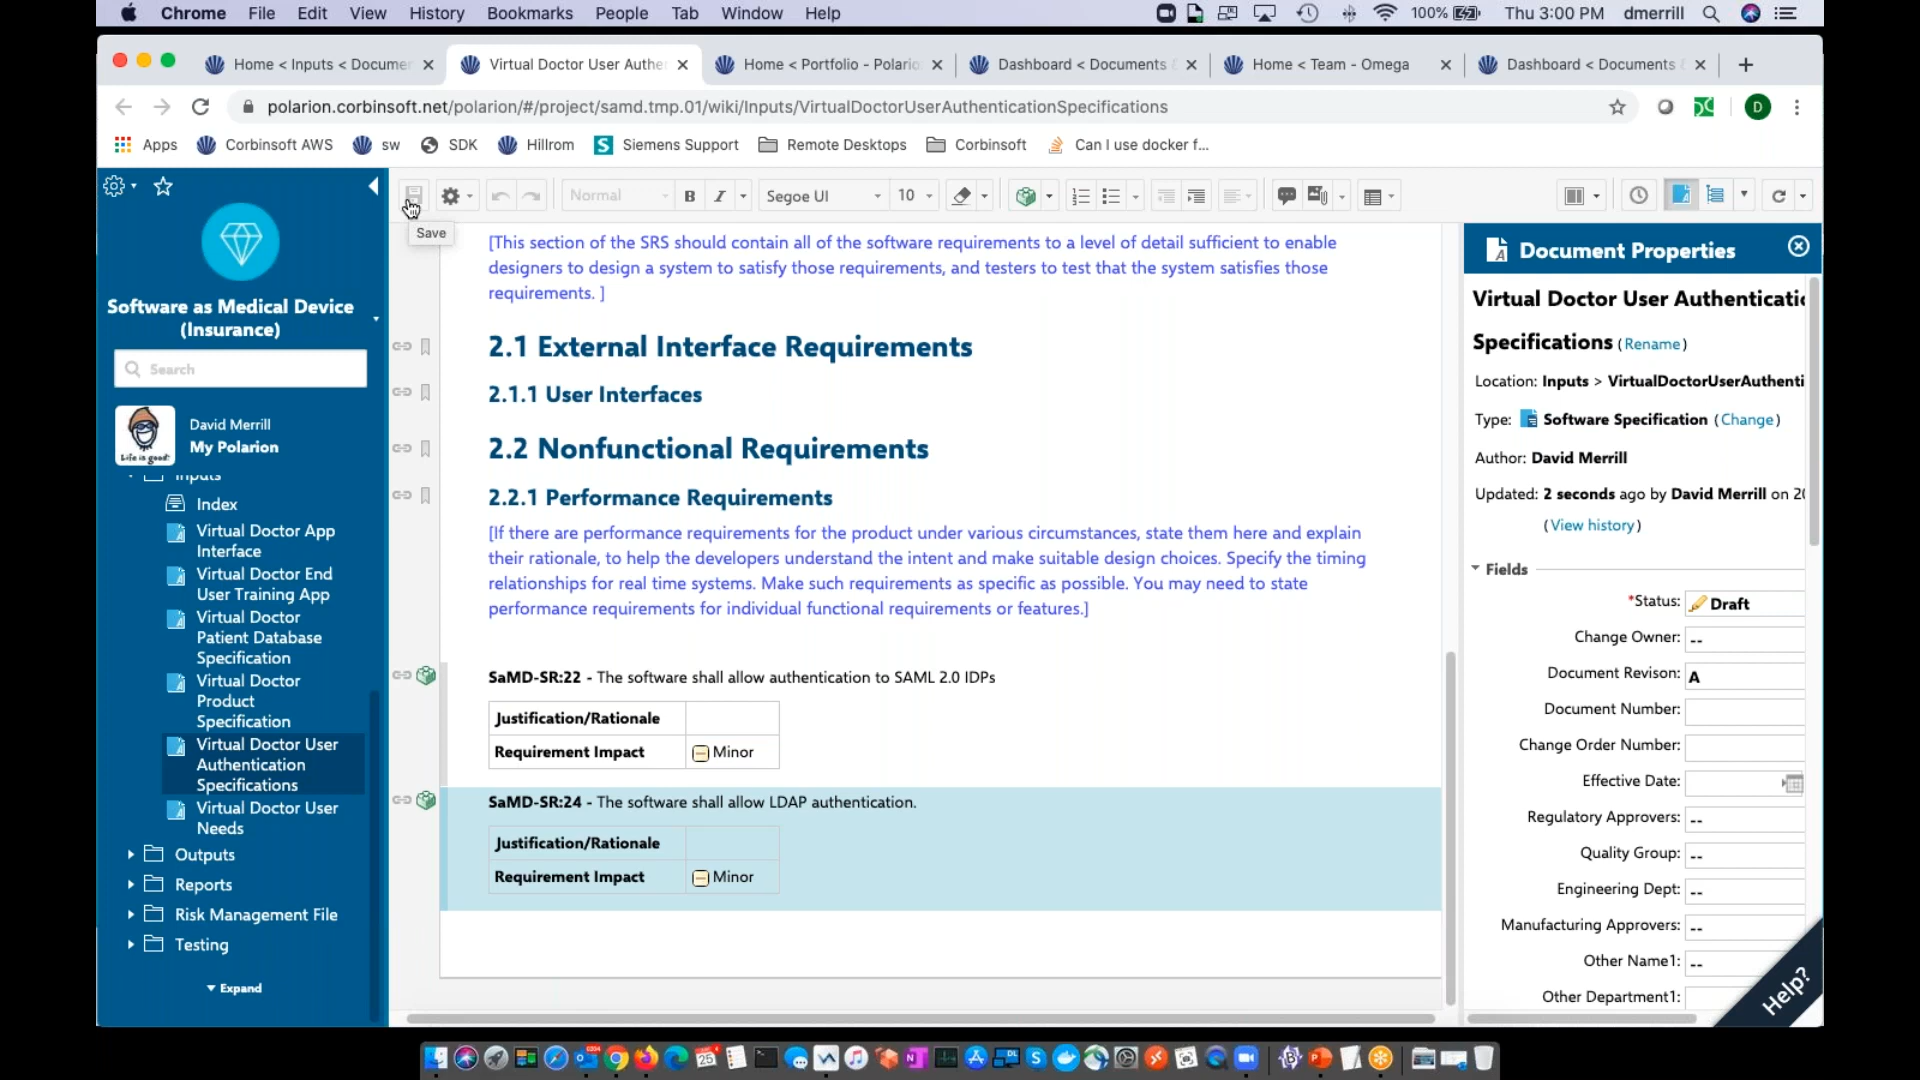 Chrome File Edit View History Bookmarks People Tab Window Help 100% Thu 3:00 PM dmerrill
Home < Inputs < Documen
Virtual Doctor User Authen
Home < Portfolio - Polario
Dashboard < Documents &
Home < Team - Omega
Dashboard < Documents &
polarion.corbinsoft.net/polarion/#/project/samd.tmp.01/wiki/Inputs/VirtualDoctorUserAuthenticationSpecifications
D
Apps Corbinsoft AWS sw SDK Hillrom Siemens Support Remote Desktops Corbinsoft Can I use docker f...
Normal B I Segoe UI 10
Save
Software as Medical Device
(Insurance)
Search
David Merrill
My Polarion
Life is good!
Inputs
Index
Virtual Doctor App
Interface
Virtual Doctor End
User Training App
Virtual Doctor
Patient Database
Specification
Virtual Doctor
Product
Specification
Virtual Doctor User
Authentication
Specifications
Virtual Doctor User
Needs
Outputs
Reports
Risk Management File
Testing
Expand
[This section of the SRS should contain all of the software requirements to a level of detail sufficient to enable
designers to design a system to satisfy those requirements, and testers to test that the system satisfies those
requirements. ]
2.1 External Interface Requirements
2.1.1 User Interfaces
2.2 Nonfunctional Requirements
2.2.1 Performance Requirements
[If there are performance requirements for the product under various circumstances, state them here and explain
their rationale, to help the developers understand the intent and make suitable design choices. Specify the timing
relationships for real time systems. Make such requirements as specific as possible. You may need to state
performance requirements for individual functional requirements or features.]
SaMD-SR:22 - The software shall allow authentication to SAML 2.0 IDPs
Justification/Rationale
Requirement Impact Minor
SaMD-SR:24 - The software shall allow LDAP authentication.
Justification/Rationale
Requirement Impact Minor
Document Properties
Virtual Doctor User Authenticatio
Specifications (Rename)
Location: Inputs > VirtualDoctorUserAuthenti
Type: Software Specification (Change)
Author: David Merrill
Updated: 2 seconds ago by David Merrill on 20
(View history)
Fields
*Status: Draft
Change Owner: --
Document Revison: A
Document Number:
Change Order Number:
Effective Date:
Regulatory Approvers: --
Quality Group: --
Engineering Dept: --
Manufacturing Approvers: --
Other Name1: --
Other Department1:
Help?
25